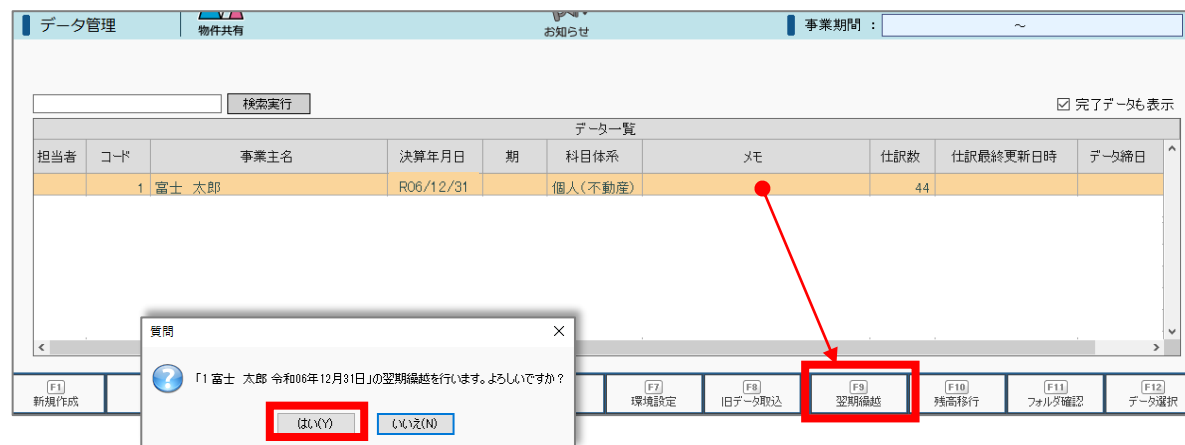 データ管理
物件共有
お知らせ
事業期間 :
~
検索実行
完了データも表示
データ一覧
担当者 コード 事業主名 決算年月日 期 科目体系 メモ 仕訳数 仕訳最終更新日時 データ締日
1 富士 太郎 R06/12/31 個人(不動産) 44
質問
「1 富士 太郎 令和06年12月31日」の翌期繰越を行います。よろしいですか?
はい(Y) いいえ(N)
F1 F7 F8 F9 F10 F11 F12
新規作成 環境設定 旧データ取込 翌期繰越 残高移行 フォルダ確認 データ選択